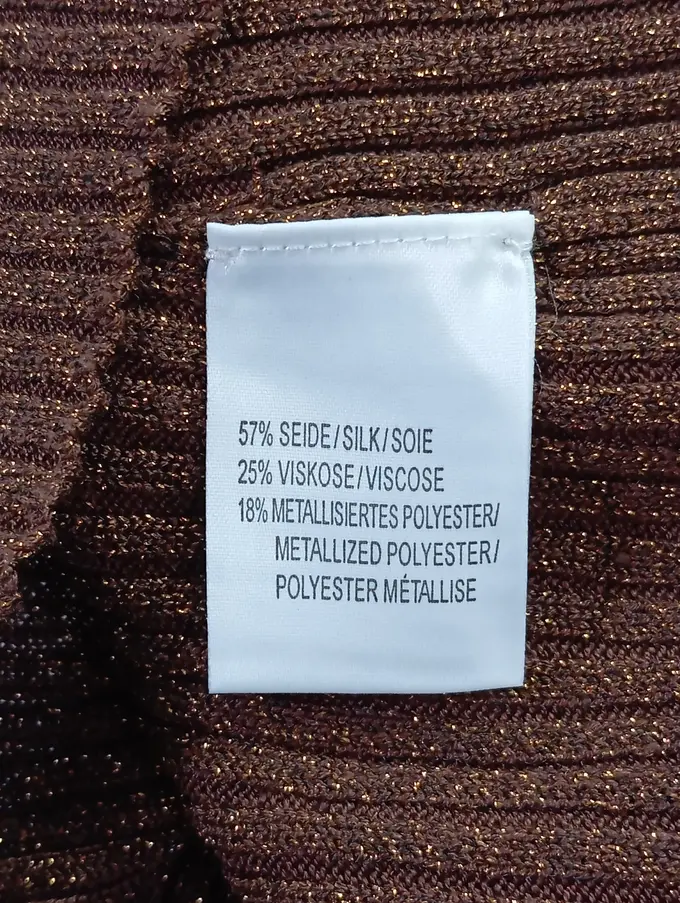 57% SEIDE/SILK/SOIE
25% VISKOSE/VISCOSE
18% METALLISIERTES POLYESTER/
METALLIZED POLYESTER/
POLYESTER MÉTALLISE